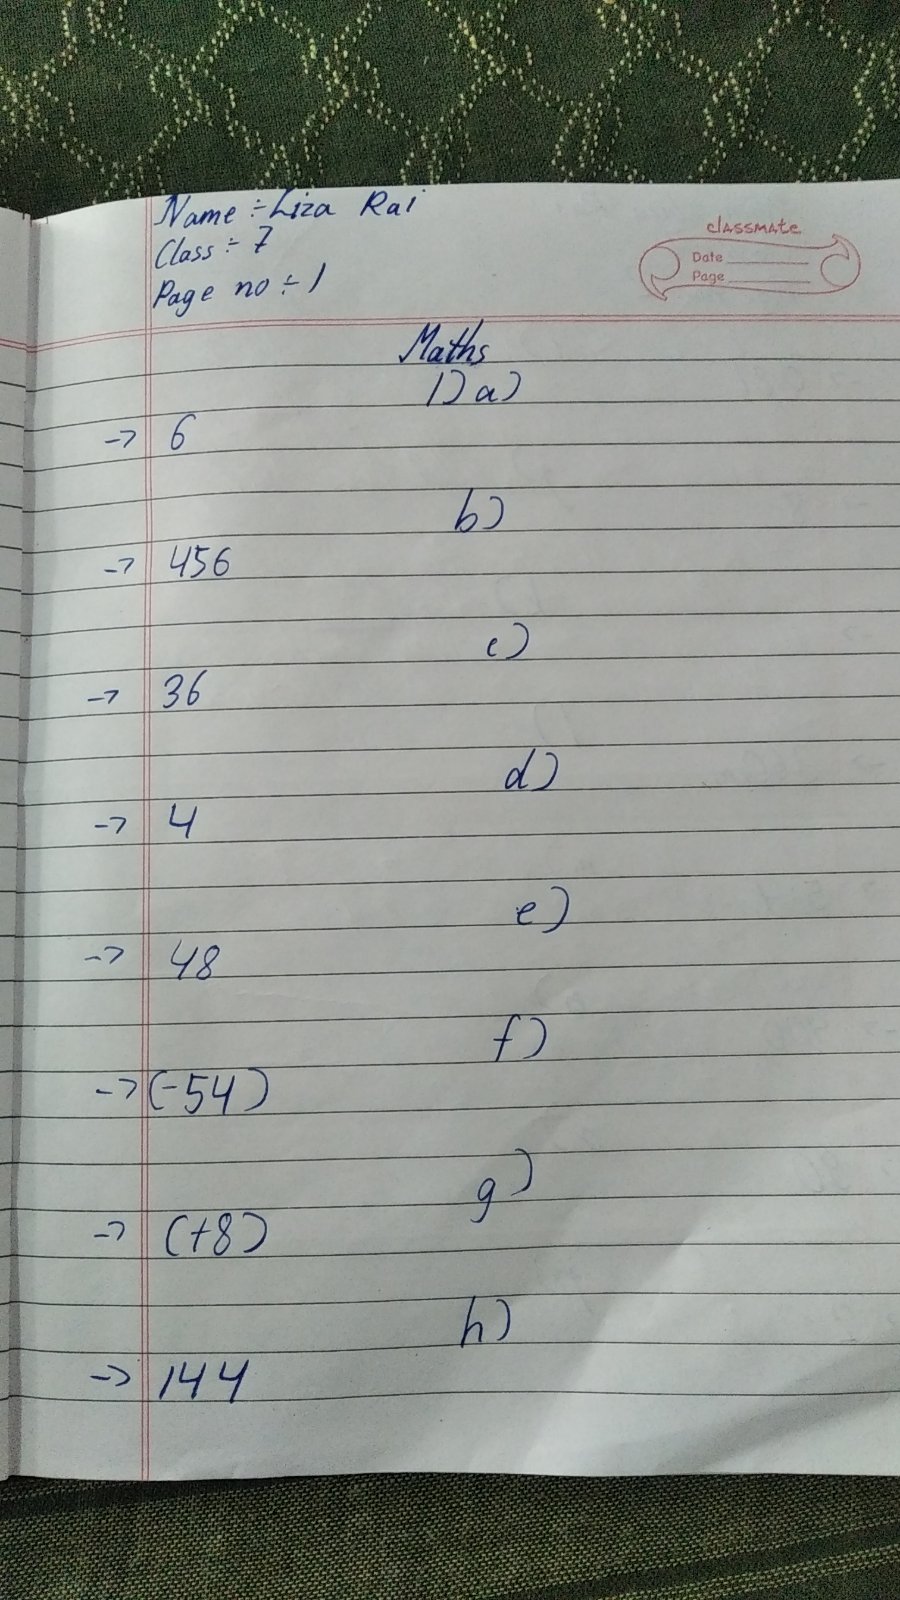 Name ÷ Liza Rai
Class ÷ 7
Page no ÷ 1
classmate
Date
Page
Maths
1) a)
→ 6
b)
→ 456
c)
→ 36
d)
→ 4
e)
→ 48
f)
→ (-54)
g)
→ (+8)
h)
→ 144